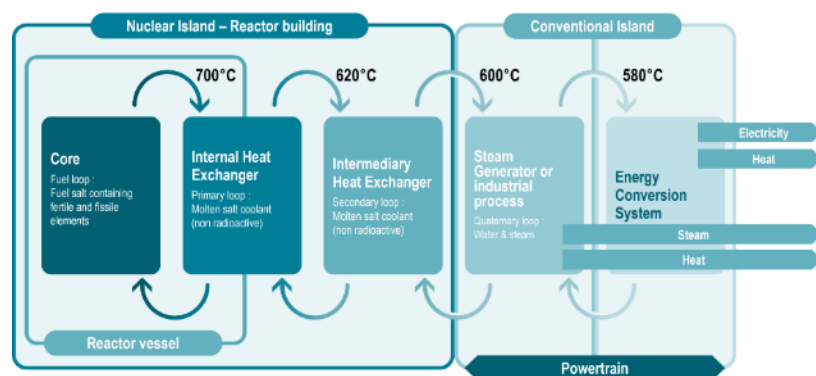 Nuclear Island – Reactor building
Conventional Island
700°C
620°C
600°C
580°C
Core
Fuel loop :
Fuel salt containing
fertile and fissile
elements
Internal Heat
Exchanger
Primary loop :
Molten salt coolant
(non radioactive)
Intermediary
Heat Exchanger
Secondary loop :
Molten salt coolant
(non radioactive)
Steam
Generator or
industrial
process
Quaternary loop :
Water & steam
Energy
Conversion
System
Electricity
Heat
Steam
Heat
Reactor vessel
Powertrain